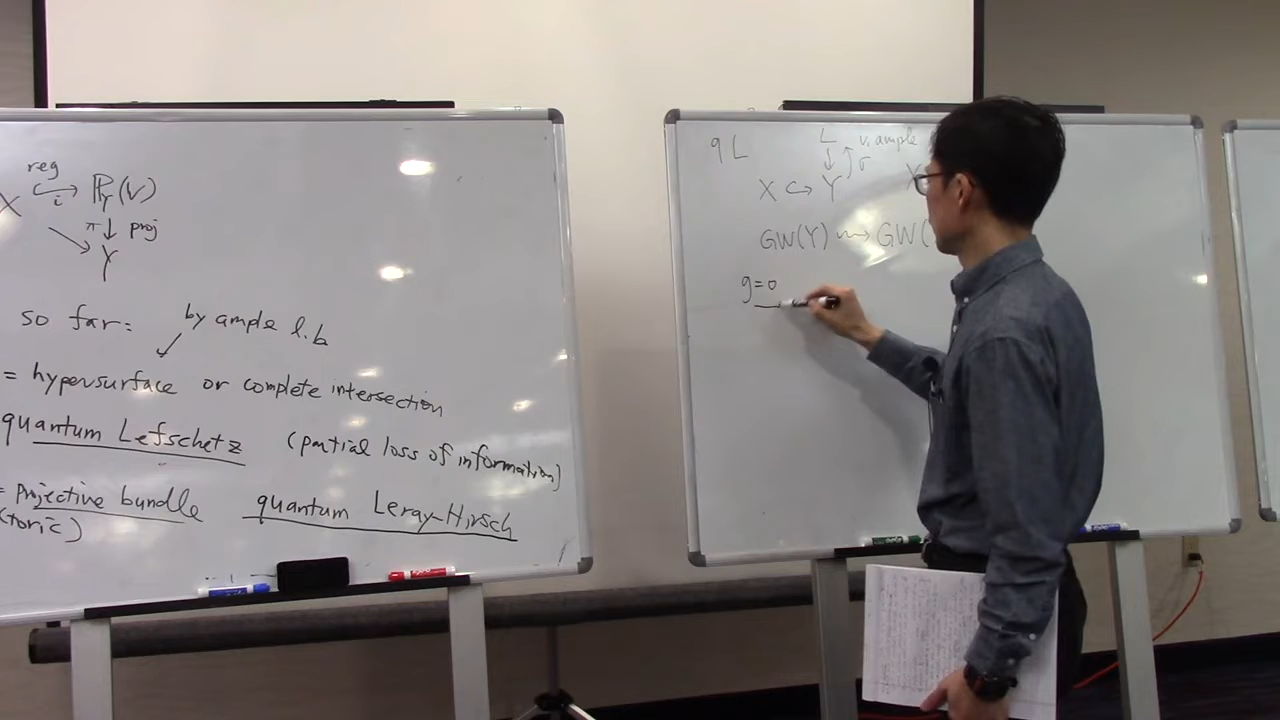 reg
X ↪ ℙ_Y(V)
i
π ↓ proj
Y
so far: by ample l.b
= hypersurface or complete intersection
quantum Lefschetz (partial loss of information)
= Projective bundle quantum Leray-Hirsch
(toric)
qL
L v. ample
↓ ↑ σ
X ↪ Y X
GW(Y) ⇝ GW(
g=0